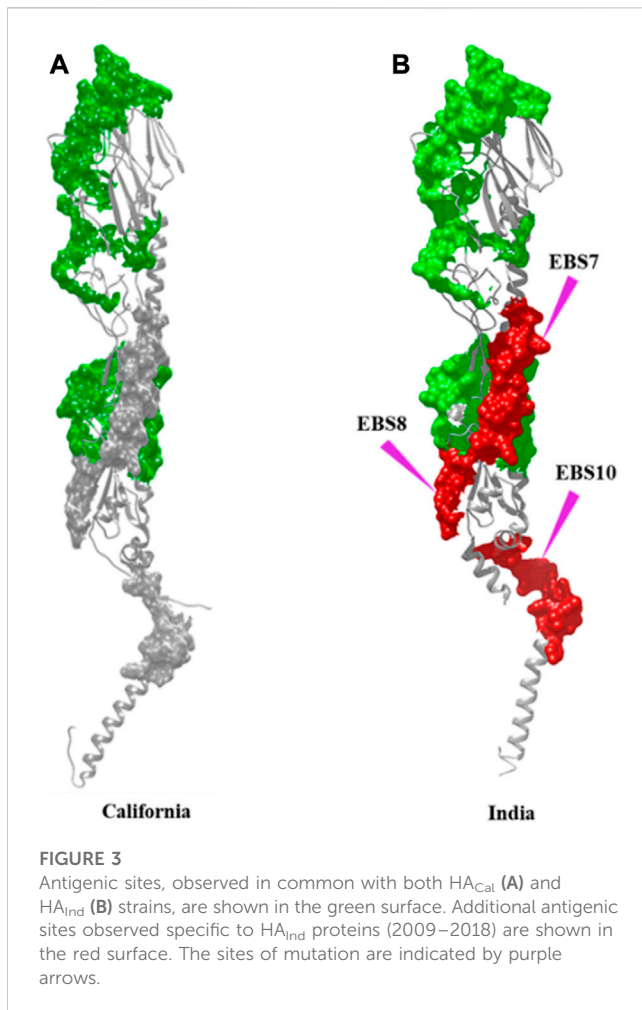 A
B
EBS7
EBS8
EBS10
California
India
FIGURE 3
Antigenic sites, observed in common with both HACal (A) and
HAInd (B) strains, are shown in the green surface. Additional antigenic
sites observed specific to HAInd proteins (2009–2018) are shown in
the red surface. The sites of mutation are indicated by purple
arrows.